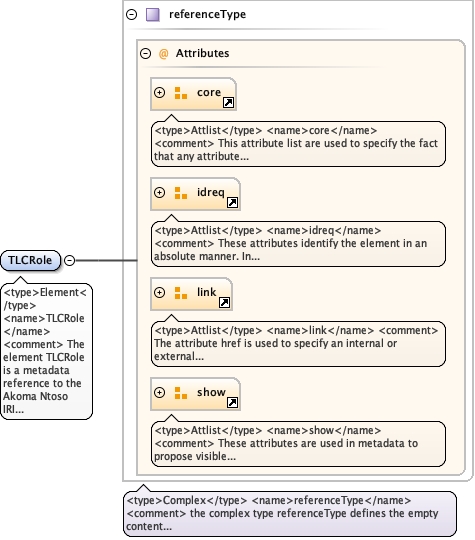 referenceType
@ Attributes
core
<type>Attlist</type> <name>core</name>
<comment> This attribute list are used to specify the fact
that any attribute...
idreq
<type>Attlist</type> <name>idreq</name>
<comment> These attributes identify the element in an
absolute manner. In...
TLCRole
<type>Element<
/type>
<name>TLCRole
</name>
<comment> The
element TLCRole
is a metadata
reference to the
Akoma Ntoso
IRI...
link
<type>Attlist</type> <name>link</name> <comment>
The attribute href is used to specify an internal or
external...
show
<type>Attlist</type> <name>show</name>
<comment> These attributes are used in metadata to
propose visible...
<type>Complex</type> <name>referenceType</name>
<comment> the complex type referenceType defines the empty
content...